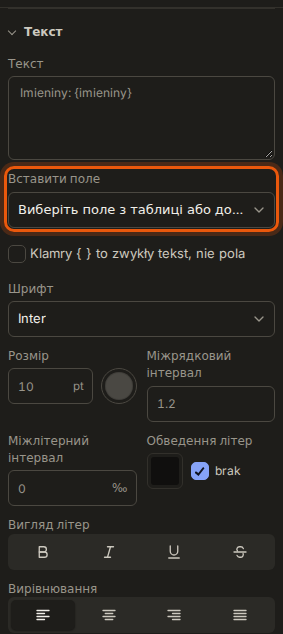 Текст
Текст
Imieniny: {imieniny}
Вставити поле
Виберіть поле з таблиці або до...
Klamry { } to zwykły tekst, nie pola
Шрифт
Inter
Розмір
10 pt
Міжрядковий
інтервал
1.2
Міжлітерний
інтервал
0 ‰
Обведення літер
brak
Вигляд літер
B I U S
Вирівнювання